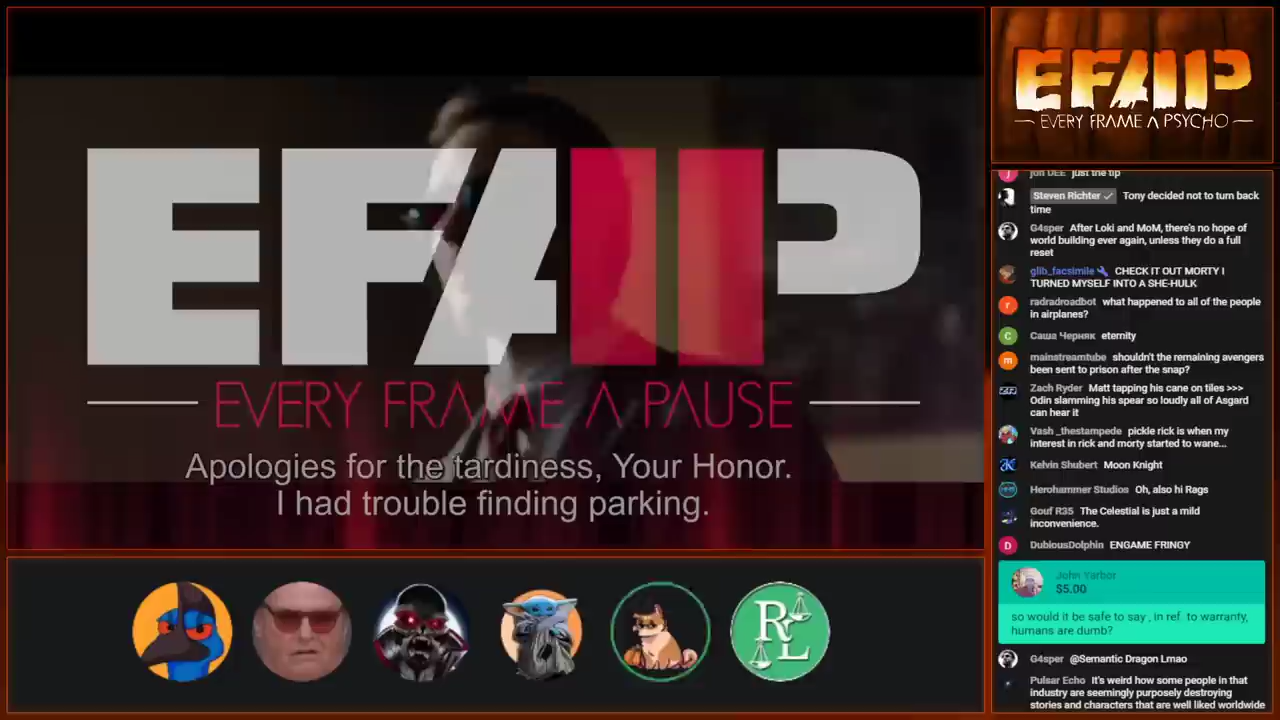 EFAP
EVERY FRAME A PAUSE
Apologies for the tardiness, Your Honor.
I had trouble finding parking.
RL
EFAP
EVERY FRAME A PSYCHO
jon DEE just the tip
Steven Richter Tony decided not to turn back
time
G4sper After Loki and MoM, there's no hope of
world building ever again, unless they do a full
reset
glib_facsimile CHECK IT OUT MORTY I
TURNED MYSELF INTO A SHE-HULK
radradroadbot what happened to all of the people
in airplanes?
Саша Черняк eternity
mainstreamtube shouldn't the remaining avengers
been sent to prison after the snap?
Zach Ryder Matt tapping his cane on tiles >>>
Odin slamming his spear so loudly all of Asgard
can hear it
Vash _thestampede pickle rick is when my
interest in rick and morty started to wane...
Kelvin Shubert Moon Knight
Herohammer Studios Oh, also hi Rags
Gouf R35 The Celestial is just a mild
inconvenience.
DubiousDolphin ENGAME FRINGY
John Yarbor
$5.00
so would it be safe to say , in ref to warranty,
humans are dumb?
G4sper @Semantic Dragon Lmao
Pulsar Echo It's weird how some people in that
industry are seemingly purposely destroying
stories and characters that are well liked worldwide